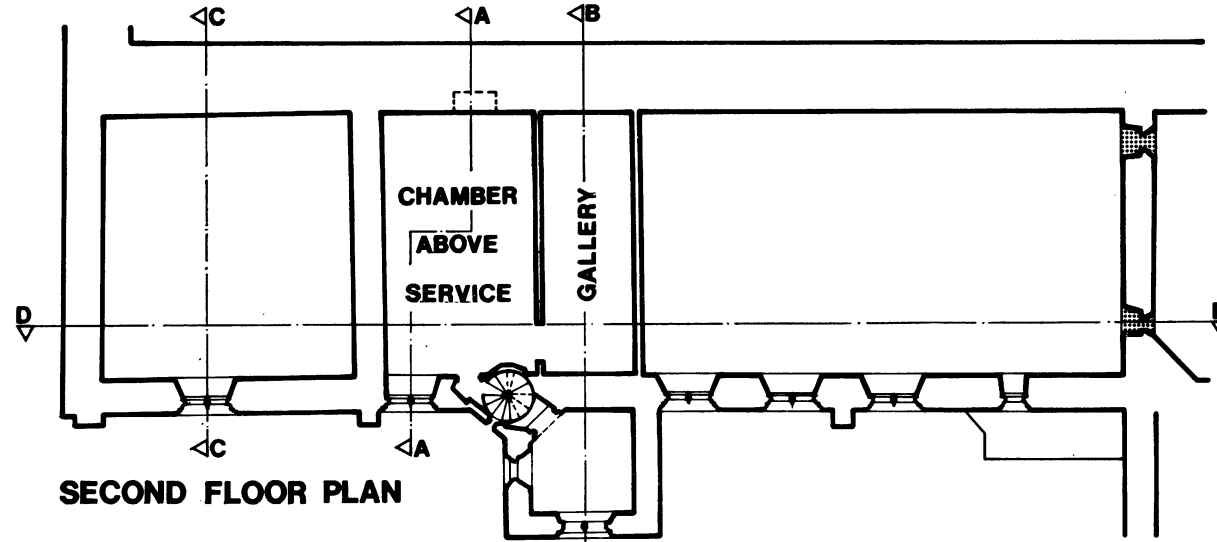 C
A
B
CHAMBER
ABOVE
SERVICE
GALLERY
D
C
A
SECOND FLOOR PLAN